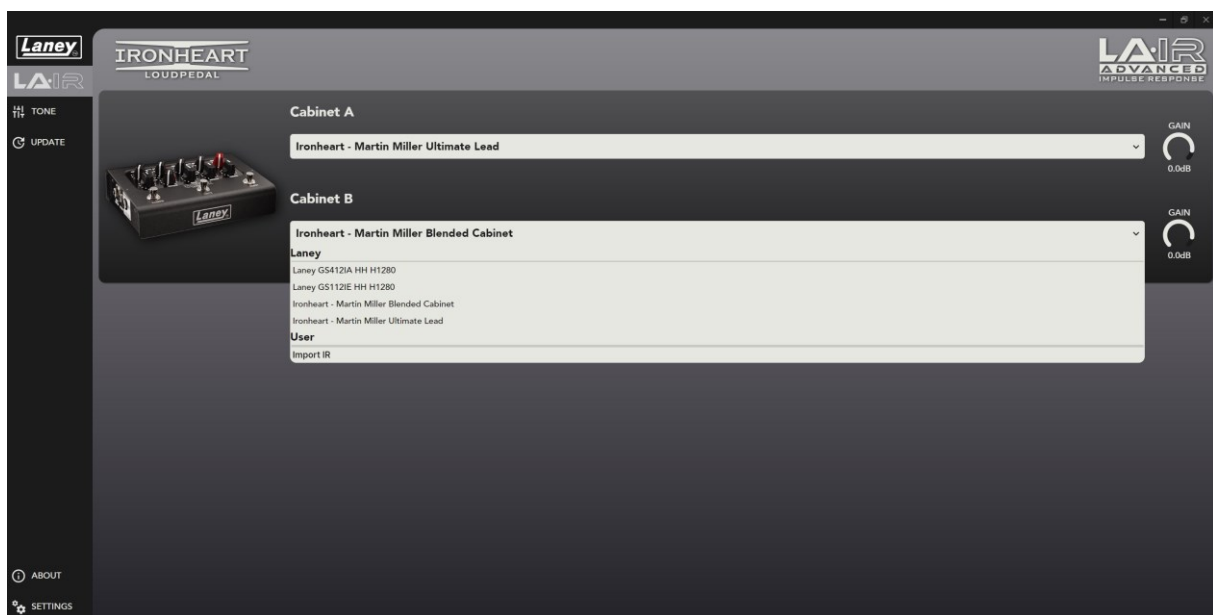 Laney
LA·IR
TONE
UPDATE
ABOUT
SETTINGS
IRONHEART
LOUDPEDAL
LA·IR
ADVANCED
IMPULSE RESPONSE
Cabinet A
Ironheart - Martin Miller Ultimate Lead
GAIN
0.0dB
Laney
Cabinet B
Ironheart - Martin Miller Blended Cabinet
GAIN
0.0dB
Laney
Laney GS412IA HH H1280
Laney GS112IE HH H1280
Ironheart - Martin Miller Blended Cabinet
Ironheart - Martin Miller Ultimate Lead
User
Import IR